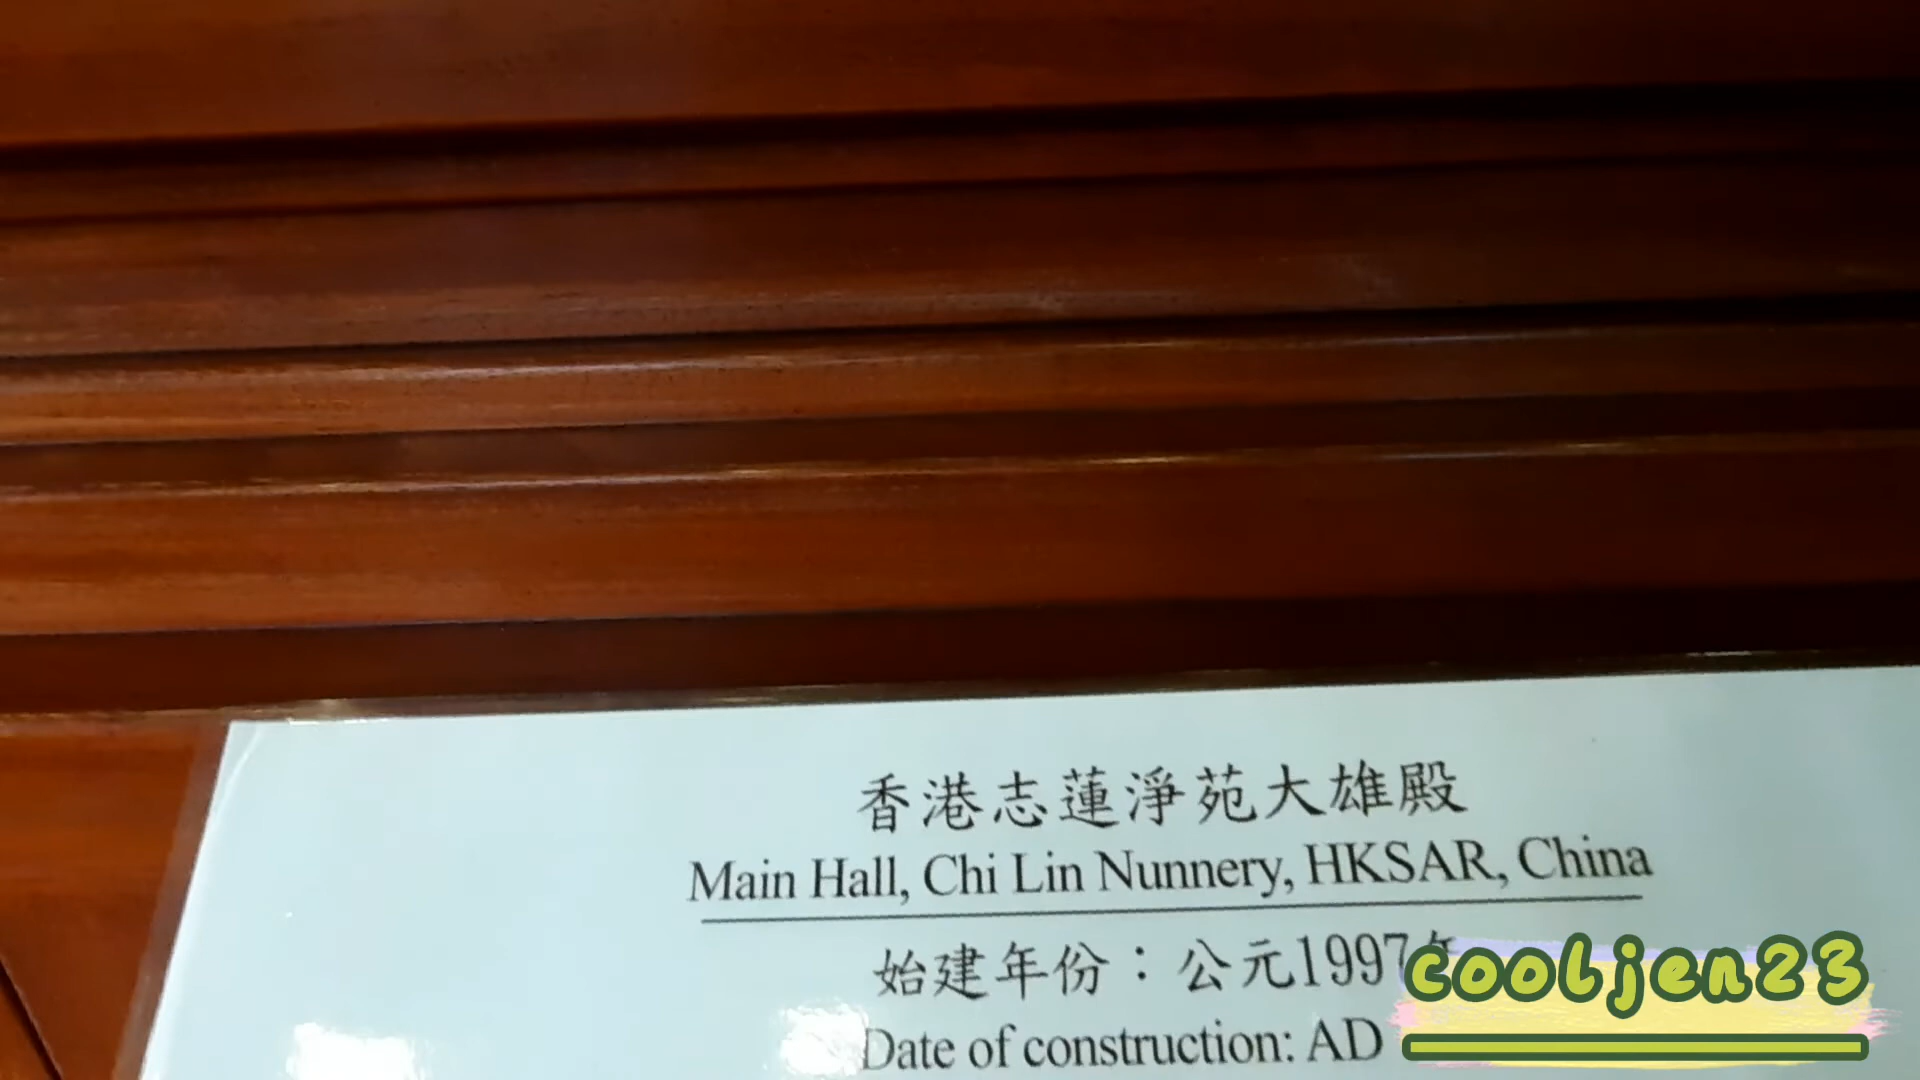 香港志蓮淨苑大雄殿
Main Hall, Chi Lin Nunnery, HKSAR, China
始建年份：公元1997年
Date of construction: AD
cooljen23